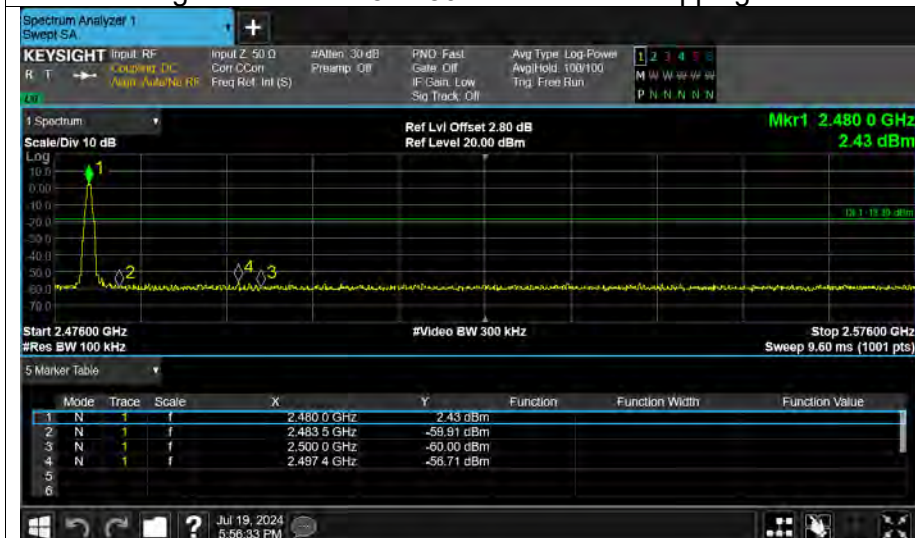 Spectrum Analyzer 1
Swept SA
+
KEYSIGHT Input: RF Input Z: 50 Ω #Atten: 30 dB PNO: Fast Avg Type: Log-Power 1 2 3 4 5 6
R T Coupling: DC Corr CCorr Preamp: Off Gate: Off Avg|Hold: 100/100 M W W W W W
Align: Auto/No RF Freq Ref: Int (S) IF Gain: Low Trig: Free Run
Sig Track: Off P N N N N N
1 Spectrum Ref Lvl Offset 2.80 dB Mkr1 2.480 0 GHz
Scale/Div 10 dB Ref Level 20.00 dBm 2.43 dBm
Log
10.0 1
0.00
-10.0
-20.0
-30.0
-40.0
-50.0 2 4 3
-60.0
-70.0
Start 2.47600 GHz #Video BW 300 kHz Stop 2.57600 GHz
#Res BW 100 kHz Sweep 9.60 ms (1001 pts)
5 Marker Table
Mode Trace Scale X Y Function Function Width Function Value
1 N 1 f 2.480 0 GHz 2.43 dBm
2 N 1 f 2.483 5 GHz -59.91 dBm
3 N 1 f 2.500 0 GHz -60.00 dBm
4 N 1 f 2.497 4 GHz -56.71 dBm
5
6
? Jul 19, 2024
5:56:33 PM